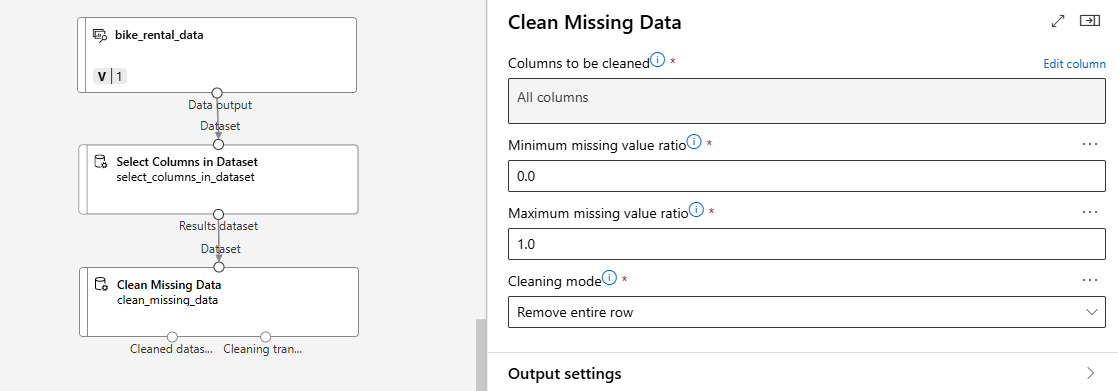 bike_rental_data
V 1
Data output
Dataset
Select Columns in Dataset
select_columns_in_dataset
Results dataset
Dataset
Clean Missing Data
clean_missing_data
Cleaned datas... Cleaning tran...
Clean Missing Data
Columns to be cleaned * Edit column
All columns
Minimum missing value ratio * ...
0.0
Maximum missing value ratio * ...
1.0
Cleaning mode * ...
Remove entire row
Output settings